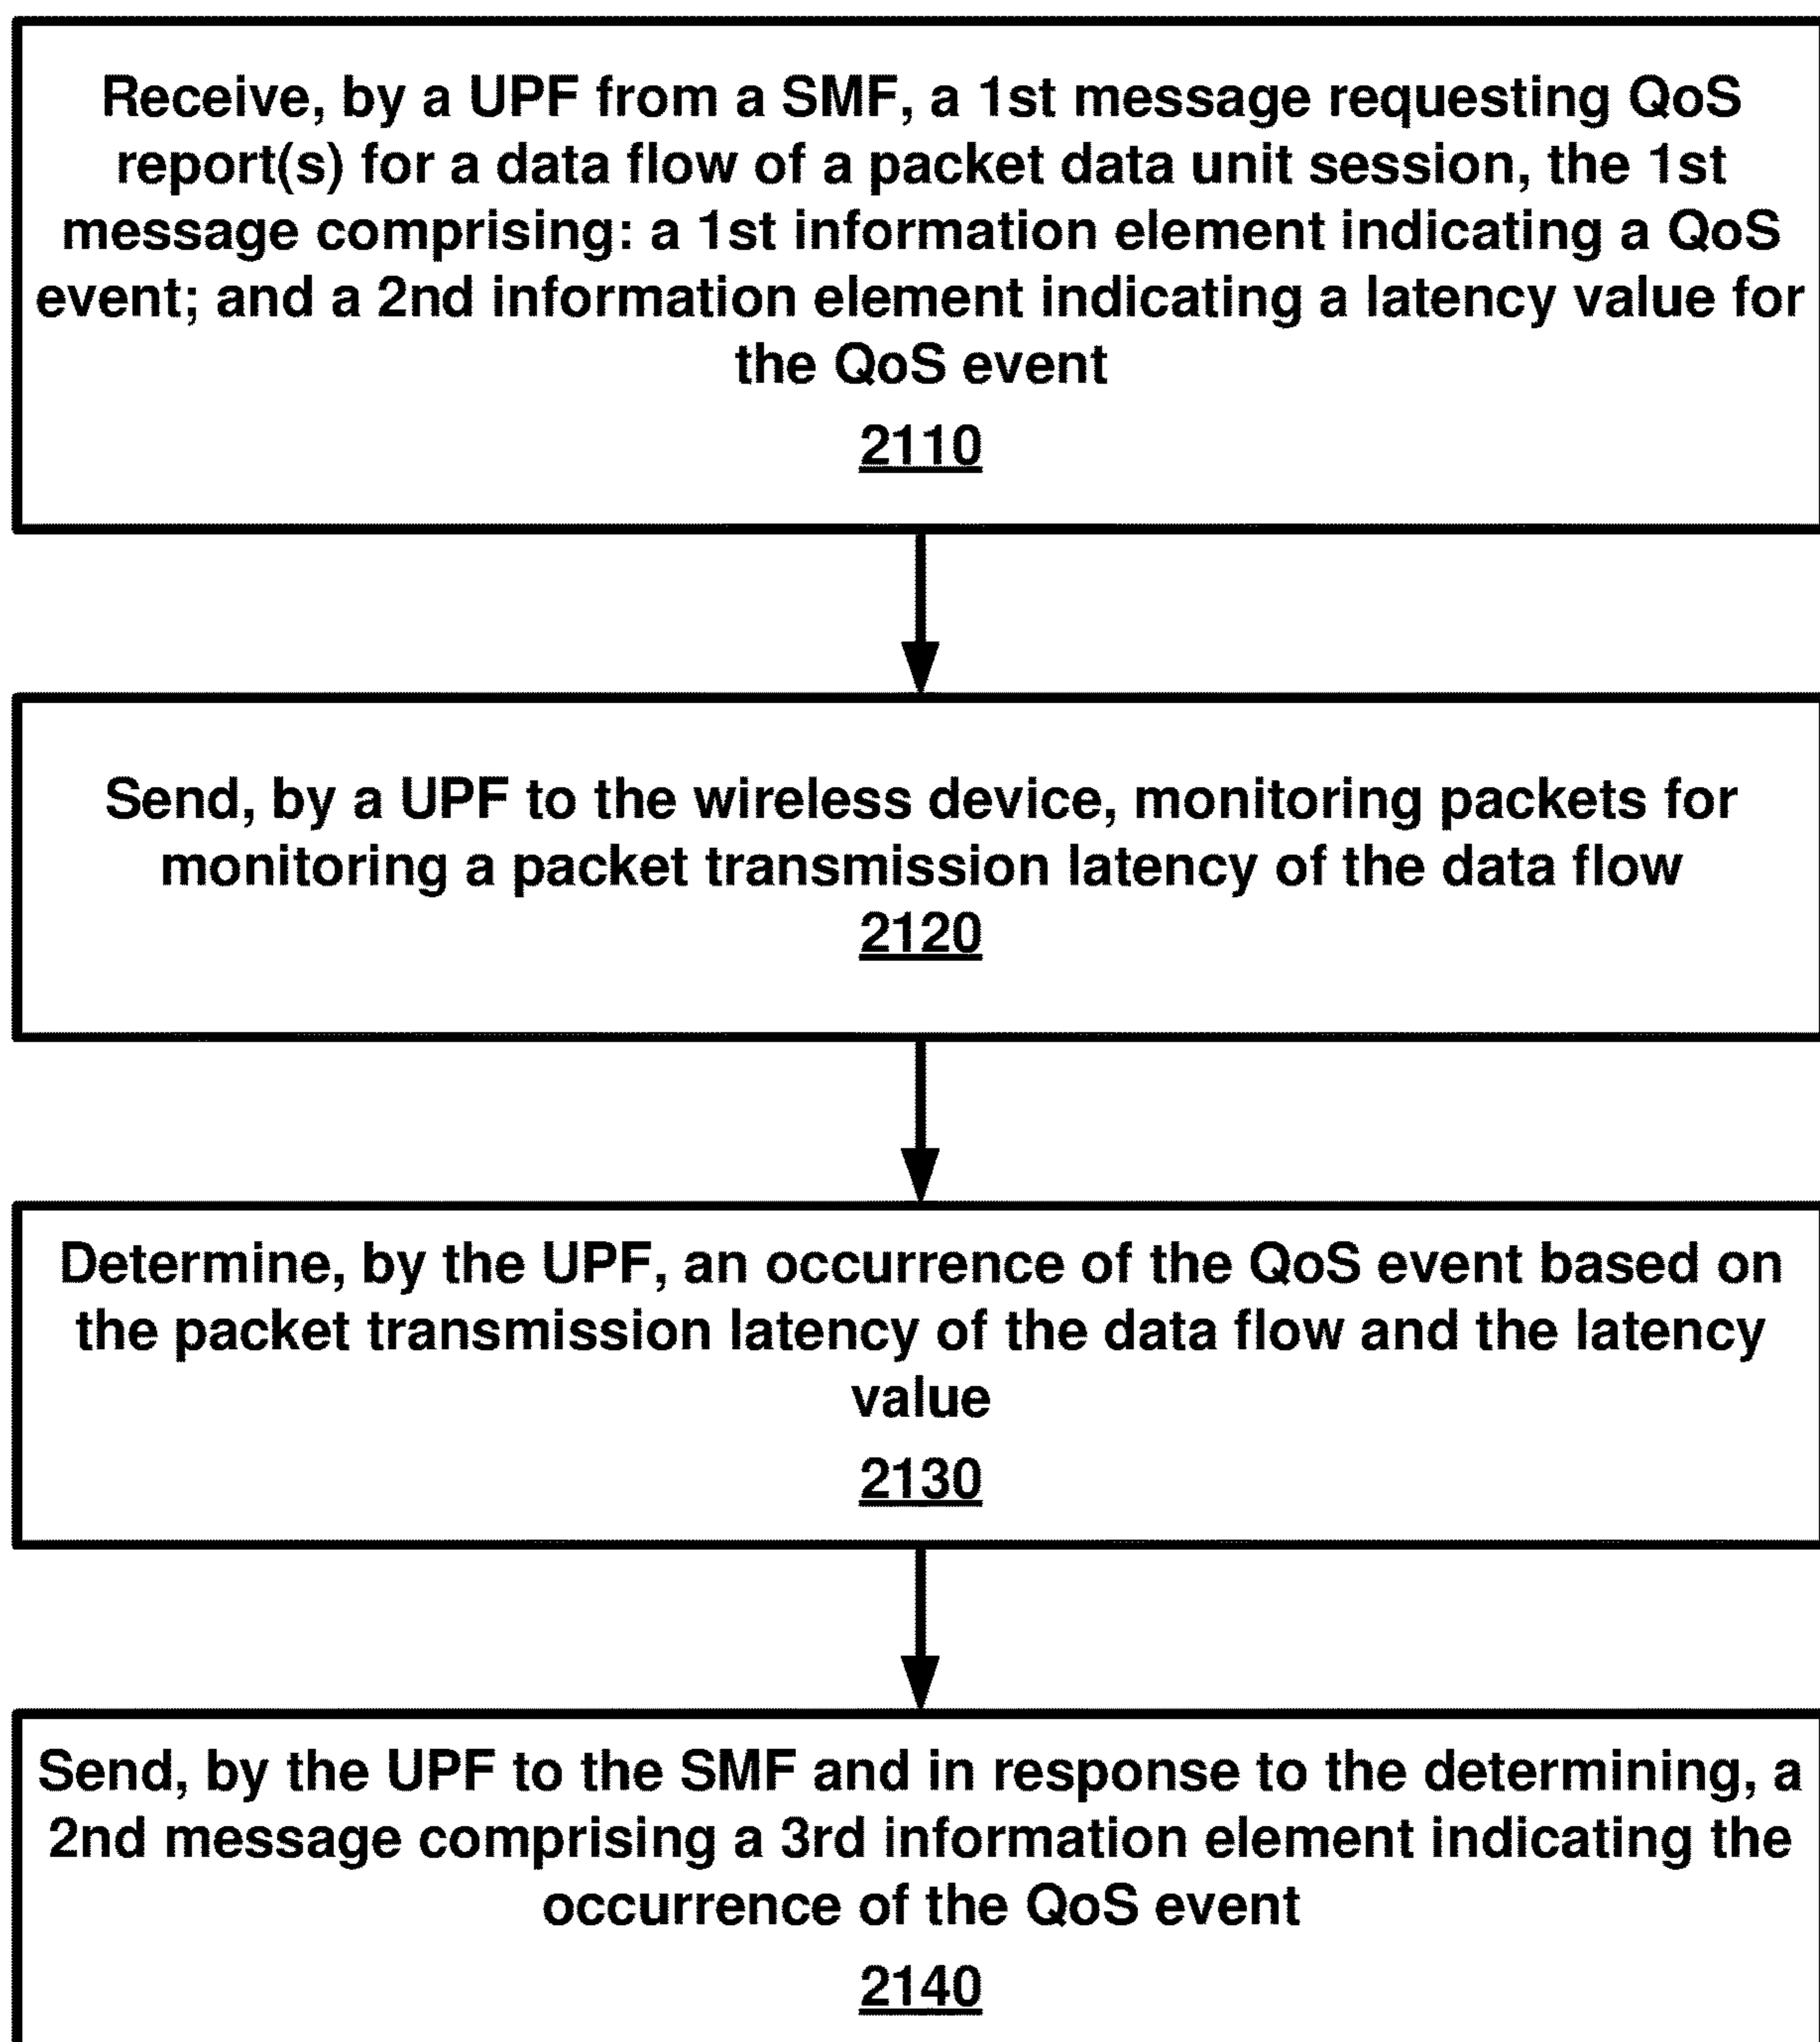 Receive, by a UPF from a SMF, a 1st message requesting QoS
report(s) for a data flow of a packet data unit session, the 1st
message comprising: a 1st information element indicating a QoS
event; and a 2nd information element indicating a latency value for
the QoS event
2110
Send, by a UPF to the wireless device, monitoring packets for
monitoring a packet transmission latency of the data flow
2120
Determine, by the UPF, an occurrence of the QoS event based on
the packet transmission latency of the data flow and the latency
value
2130
Send, by the UPF to the SMF and in response to the determining, a
2nd message comprising a 3rd information element indicating the
occurrence of the QoS event
2140